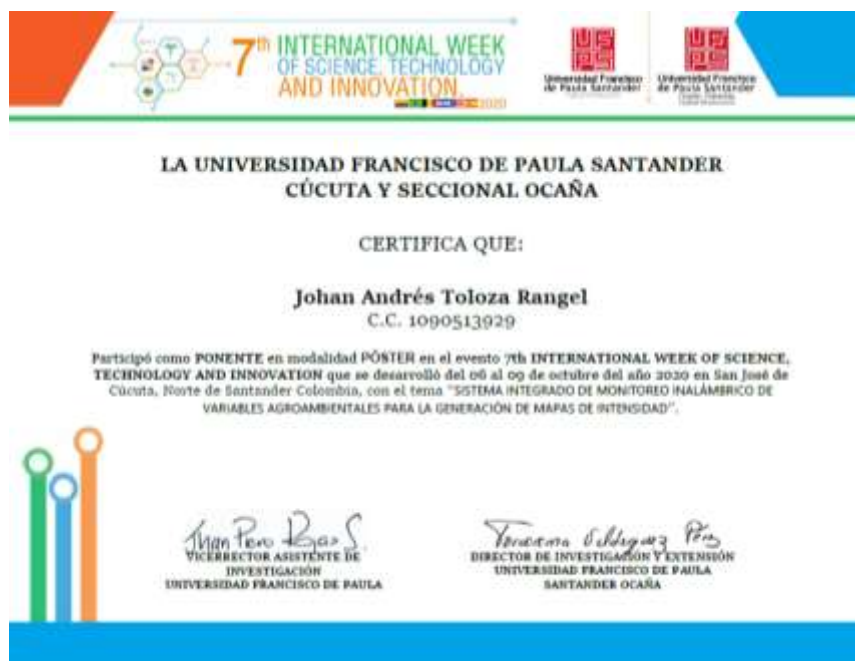 7th INTERNATIONAL WEEK
OF SCIENCE, TECHNOLOGY
AND INNOVATION
2020
Universidad Francisco
de Paula Santander
Universidad Francisco
de Paula Santander
LA UNIVERSIDAD FRANCISCO DE PAULA SANTANDER
CÚCUTA Y SECCIONAL OCAÑA
CERTIFICA QUE:
Johan Andrés Toloza Rangel
C.C. 1090513929
Participó como PONENTE en modalidad PÓSTER en el evento 7th INTERNATIONAL WEEK OF SCIENCE,
TECHNOLOGY AND INNOVATION que se desarrolló del 06 al 09 de octubre del año 2020 en San José de
Cúcuta, Norte de Santander Colombia, con el tema "SISTEMA INTEGRADO DE MONITOREO INALÁMBRICO DE
VARIABLES AGROAMBIENTALES PARA LA GENERACIÓN DE MAPAS DE INTENSIDAD".
VICERRECTOR ASISTENTE DE
INVESTIGACIÓN
UNIVERSIDAD FRANCISCO DE PAULA
DIRECTOR DE INVESTIGACIÓN Y EXTENSIÓN
UNIVERSIDAD FRANCISCO DE PAULA
SANTANDER OCAÑA